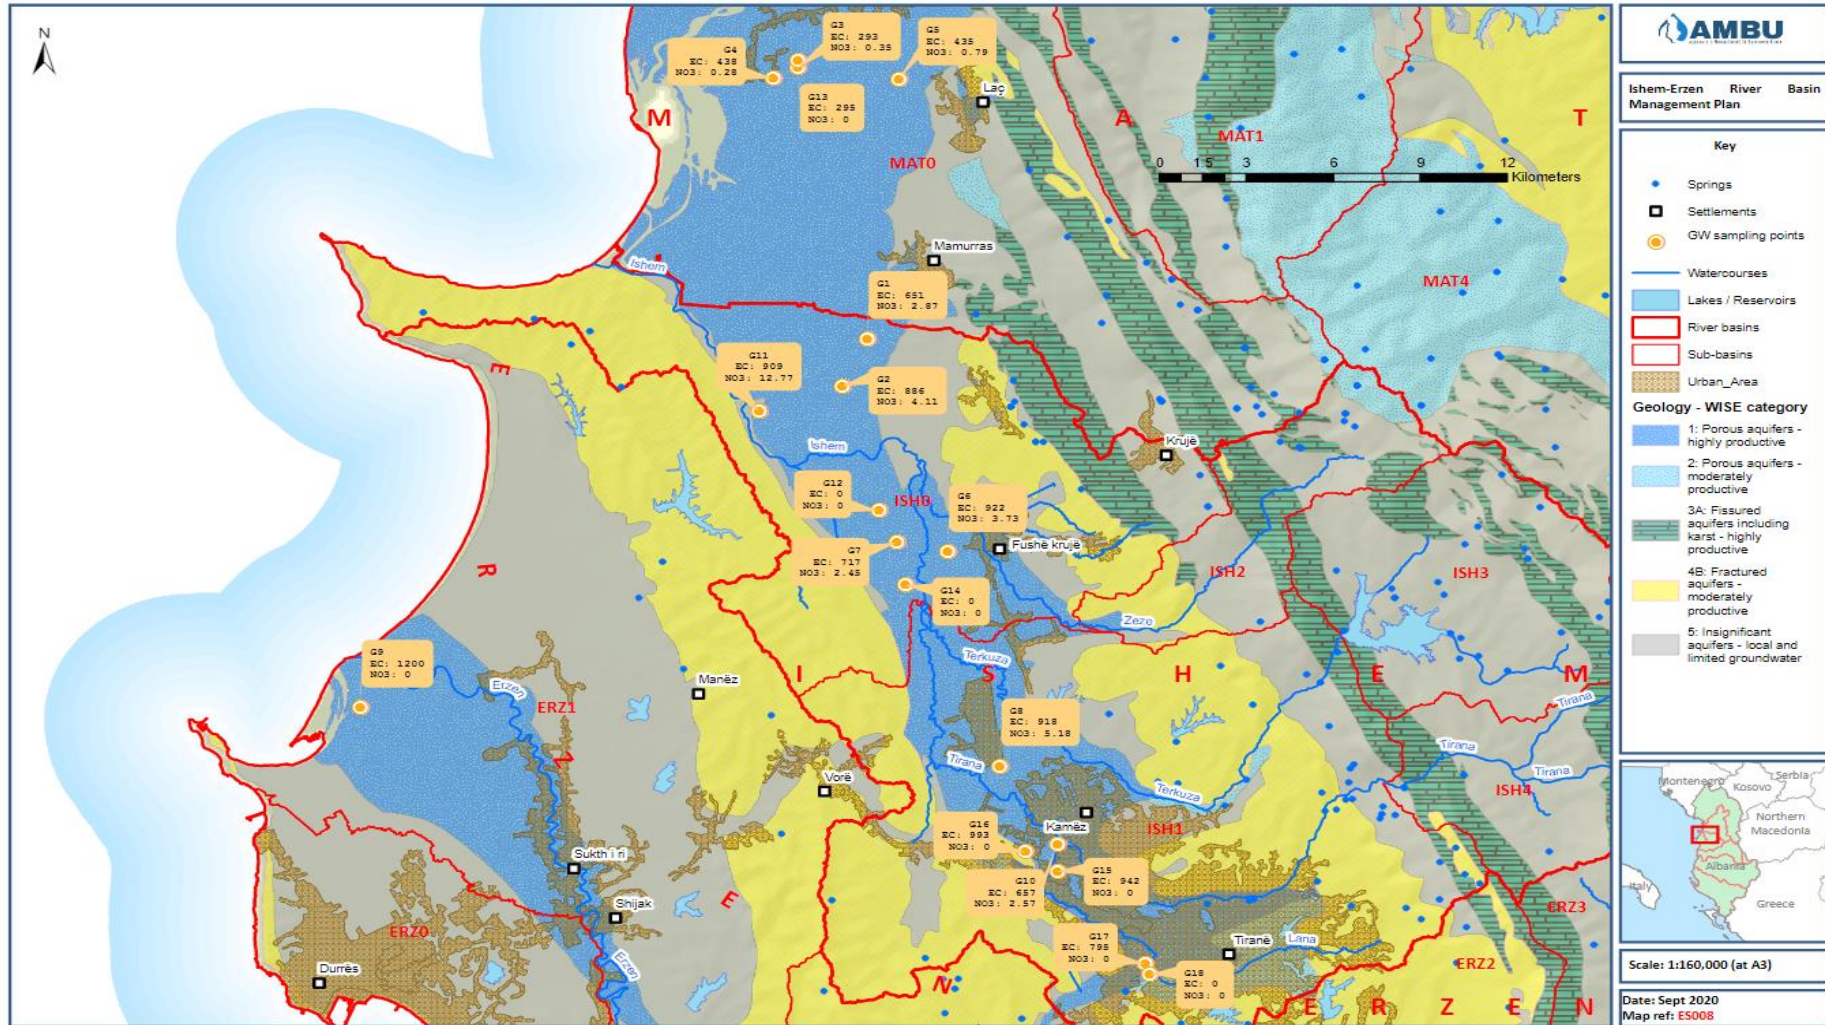 N
G3
EC: 293
NO3: 0.35
G5
EC: 435
NO3: 0.79
G4
EC: 438
NO3: 0.28
G13
EC: 295
NO3: 0
Laç
M
A
T
MAT1
MAT0
0 1.5 3 6 9 12
Kilometers
Mamurras
Ishem
MAT4
G1
EC: 651
NO3: 2.87
G11
EC: 909
NO3: 12.77
G2
EC: 886
NO3: 4.11
E
Ishem
Krujë
G12
EC: 0
NO3: 0
ISH0
G6
EC: 922
NO3: 3.73
Fushë krujë
G7
EC: 717
NO3: 2.45
R
ISH2
ISH3
G14
EC: 0
NO3: 0
Zeze
G9
EC: 1200
NO3: 0
Terkuza
Manëz
I
S
H
E
M
Erzen
ERZ1
Tirana
G8
EC: 918
NO3: 5.18
Z
Tirana
Tirana
Tirana
Vorë
Terkuza
ISH4
Kamëz
ISH1
G16
EC: 993
NO3: 0
Sukth i ri
G10
EC: 657
NO3: 2.57
G15
EC: 942
NO3: 0
E
Shijak
ERZ0
ERZ3
G17
EC: 795
NO3: 0
Tiranë
Lana
Durrës
Erzen
N
G18
EC: 0
NO3: 0
ERZ2
E R Z E N
AMBU
Ishem-Erzen River Basin
Management Plan
Key
Springs
Settlements
GW sampling points
Watercourses
Lakes / Reservoirs
River basins
Sub-basins
Urban_Area
Geology - WISE category
1: Porous aquifers -
highly productive
2: Porous aquifers -
moderately
productive
3A: Fissured
aquifers including
karst - highly
productive
4B: Fractured
aquifers -
moderately
productive
5: Insignificant
aquifers - local and
limited groundwater
Montenegro
Serbia
Kosovo
Northern
Macedonia
Albania
Italy
Greece
Scale: 1:160,000 (at A3)
Date: Sept 2020
Map ref: ES008